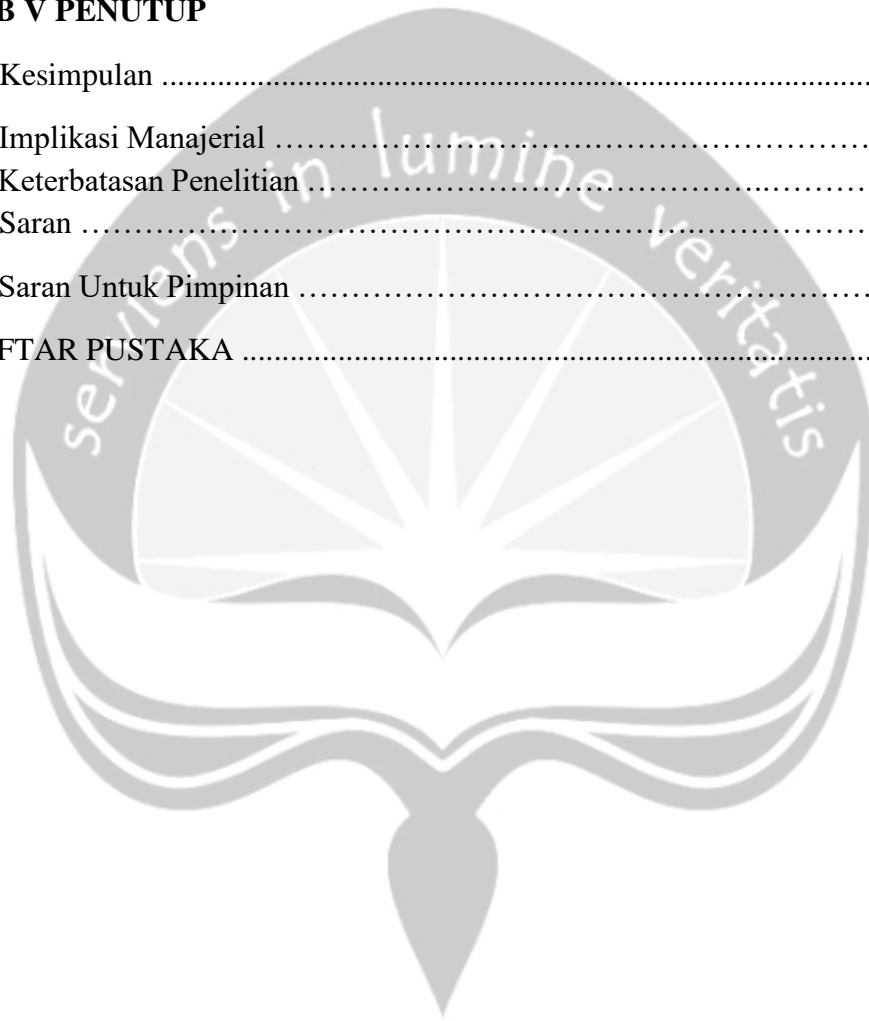 B V PENUTUP
Kesimpulan ..............................................................................................
Implikasi Manajerial ………………………………………………………
Keterbatasan Penelitian ……………………………………………..………
Saran ……………………………………………………………………………
Saran Untuk Pimpinan ……………………………………………………
FTAR PUSTAKA ...................................................................................
serviens in lumine veritatis